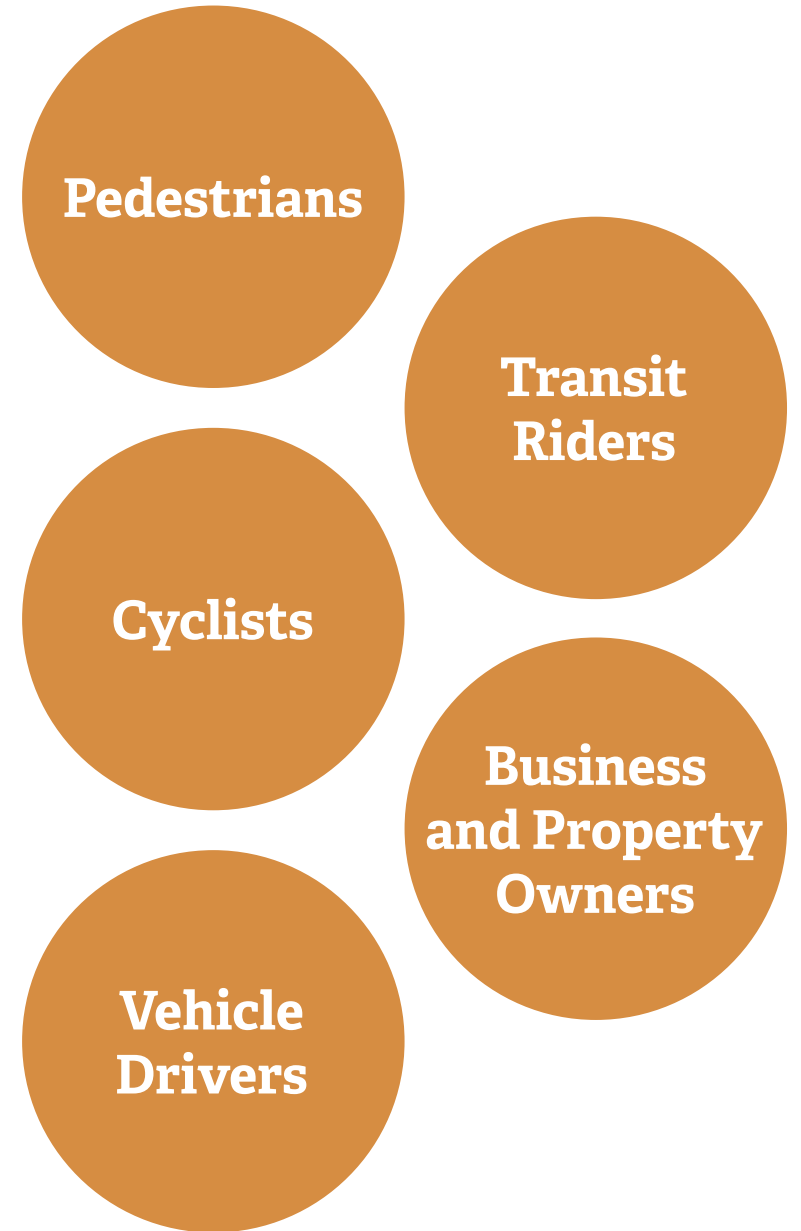 Pedestrians
Transit
Riders
Cyclists
Business
and Property
Owners
Vehicle
Drivers